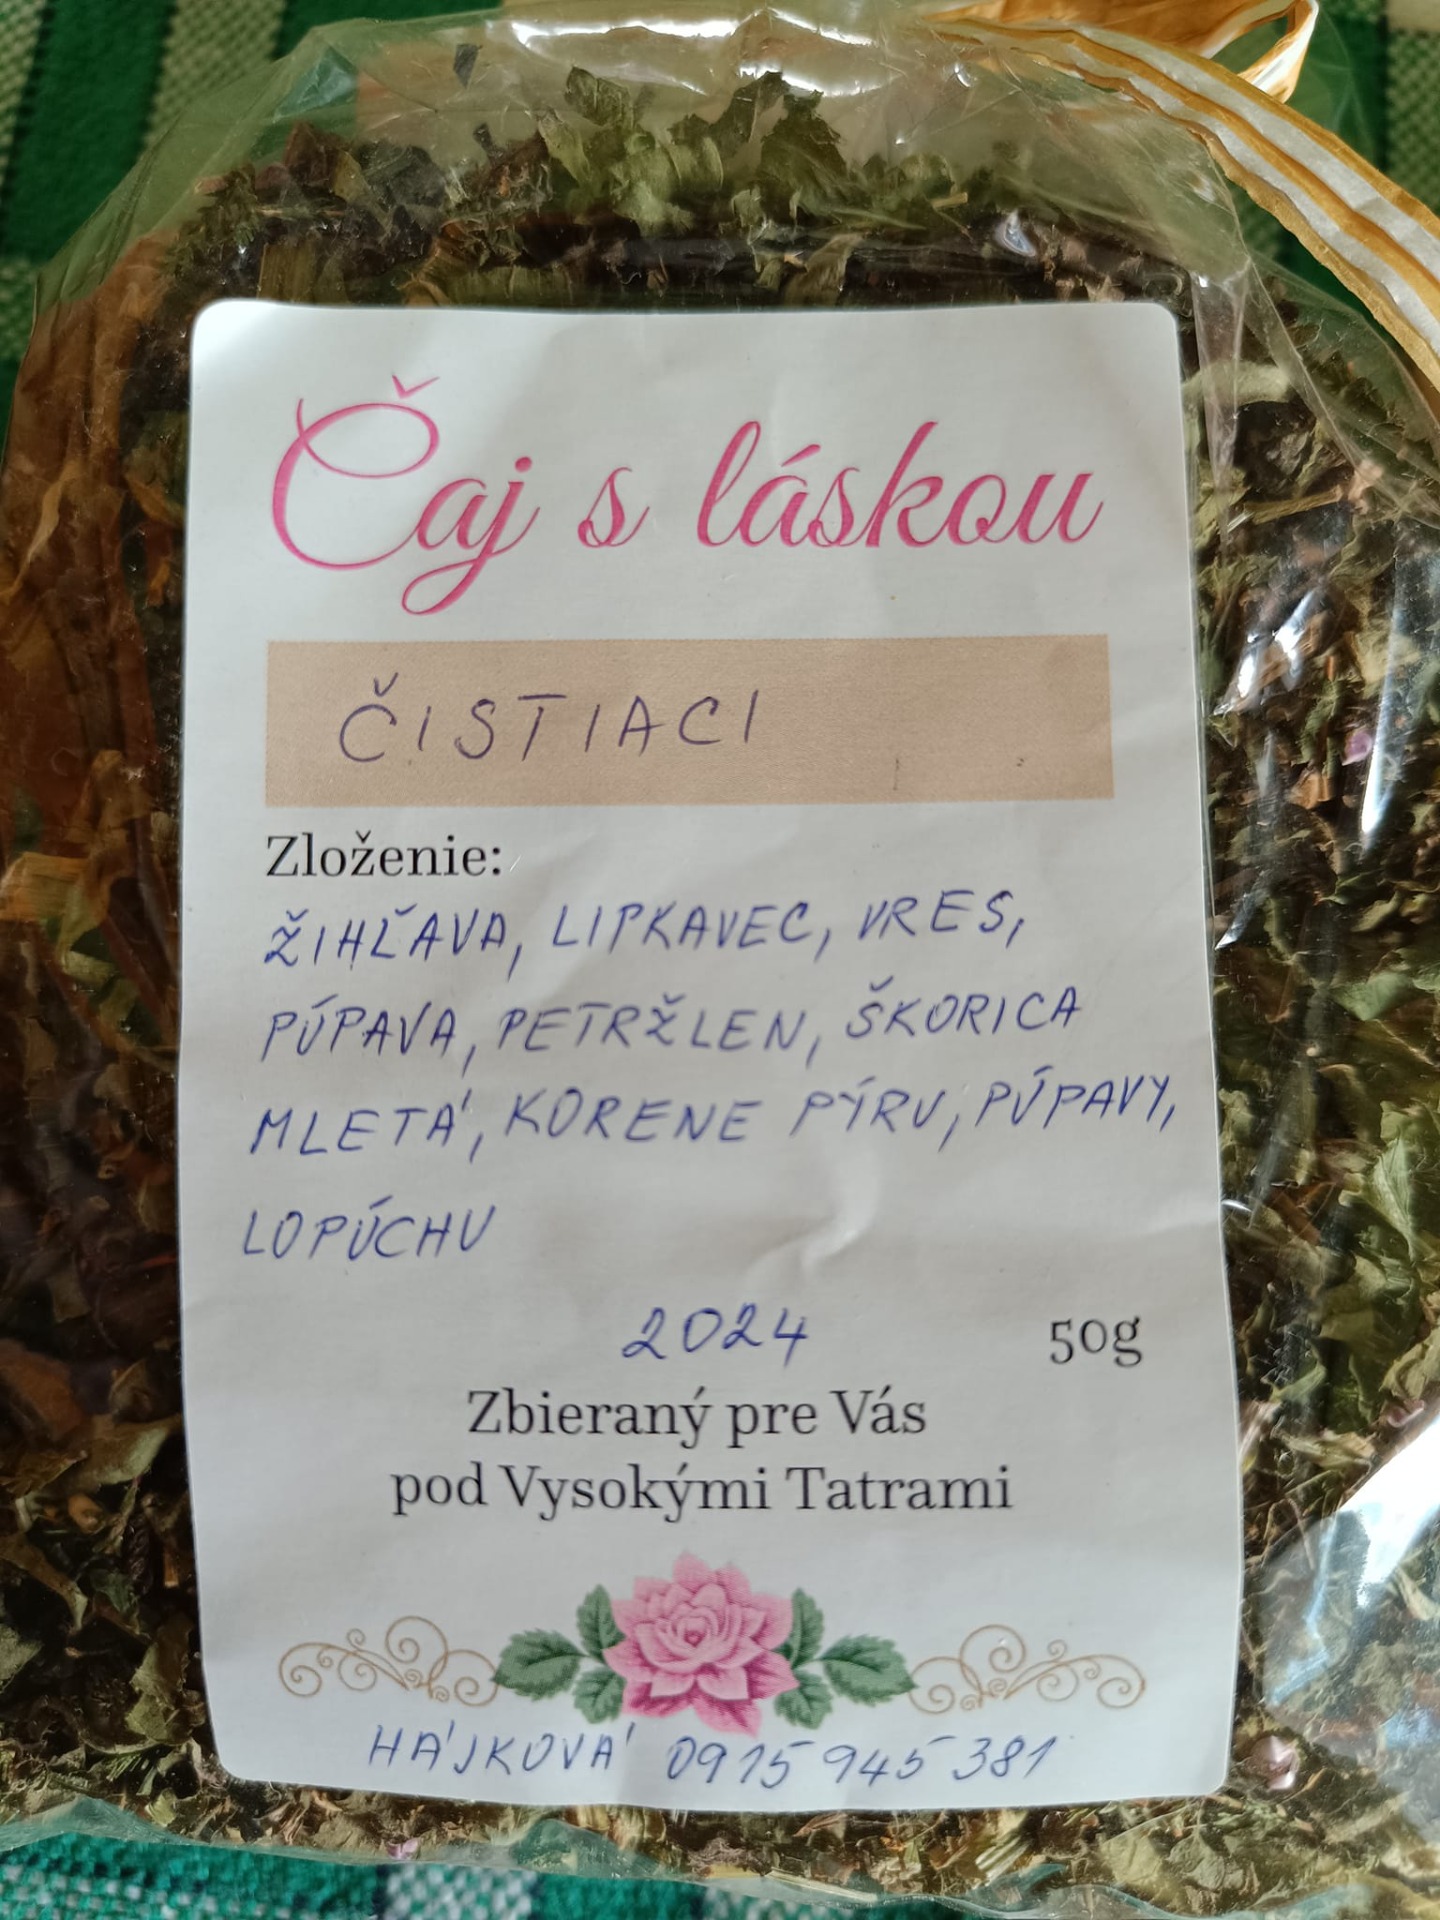 Čaj s láskou
ČISTIACI
Zloženie:
ŽIHĽAVA, LIPKAVEC, VRES,
PÚPAVA, PETRŽLEN, ŠKORICA
MLETÁ, KORENE PÝRU, PÚPAVY,
LOPÚCHU
2024 50g
Zbieraný pre Vás
pod Vysokými Tatrami
HÁJKOVÁ 0915 945 381